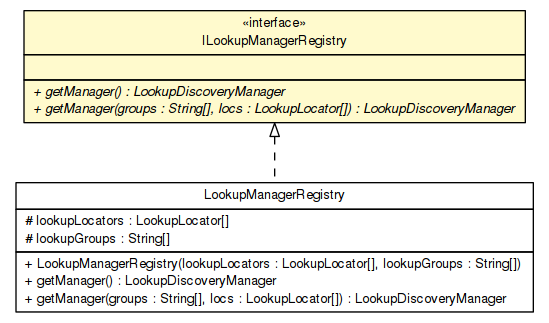 «interface»
ILookupManagerRegistry
+ getManager() : LookupDiscoveryManager
+ getManager(groups : String[], locs : LookupLocator[]) : LookupDiscoveryManager
LookupManagerRegistry
# lookupLocators : LookupLocator[]
# lookupGroups : String[]
+ LookupManagerRegistry(lookupLocators : LookupLocator[], lookupGroups : String[])
+ getManager() : LookupDiscoveryManager
+ getManager(groups : String[], locs : LookupLocator[]) : LookupDiscoveryManager